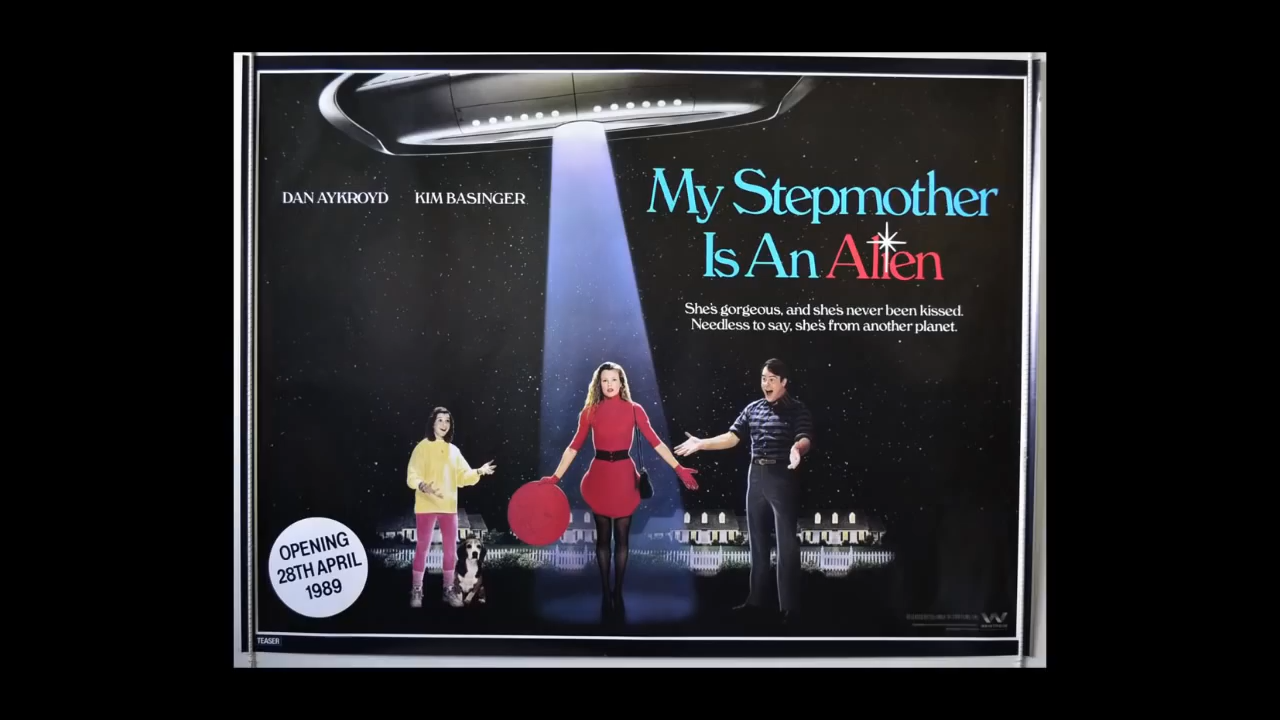 DAN AYKROYD KIM BASINGER
My Stepmother
Is An Alien
She's gorgeous, and she's never been kissed.
Needless to say, she's from another planet.
OPENING
28TH APRIL
1989
TEASER